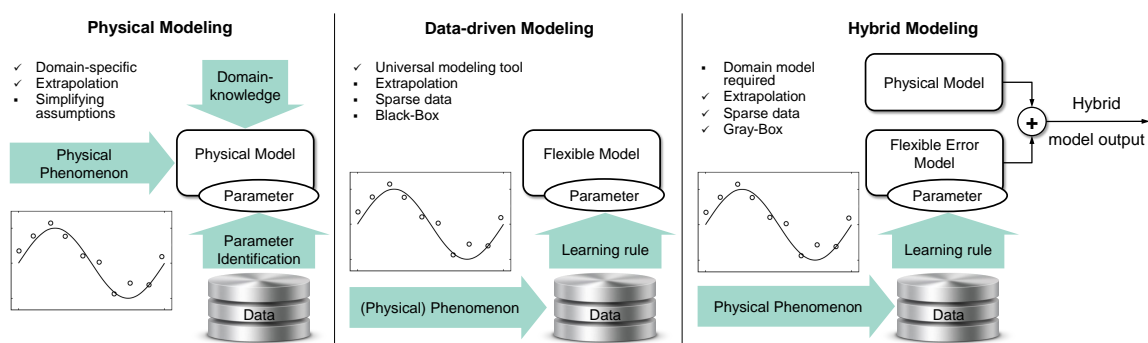 Physical Modeling
✓ Domain-specific
✓ Extrapolation
▪ Simplifying
assumptions
Domain-
knowledge
Physical
Phenomenon
Physical Model
Parameter
Parameter
Identification
Data
Data-driven Modeling
✓ Universal modeling tool
▪ Extrapolation
▪ Sparse data
▪ Black-Box
Flexible Model
Parameter
Learning rule
(Physical) Phenomenon
Data
Hybrid Modeling
▪ Domain model
required
✓ Extrapolation
✓ Sparse data
✓ Gray-Box
Physical Model
+
Hybrid
model output
Flexible Error
Model
Parameter
Learning rule
Physical Phenomenon
Data